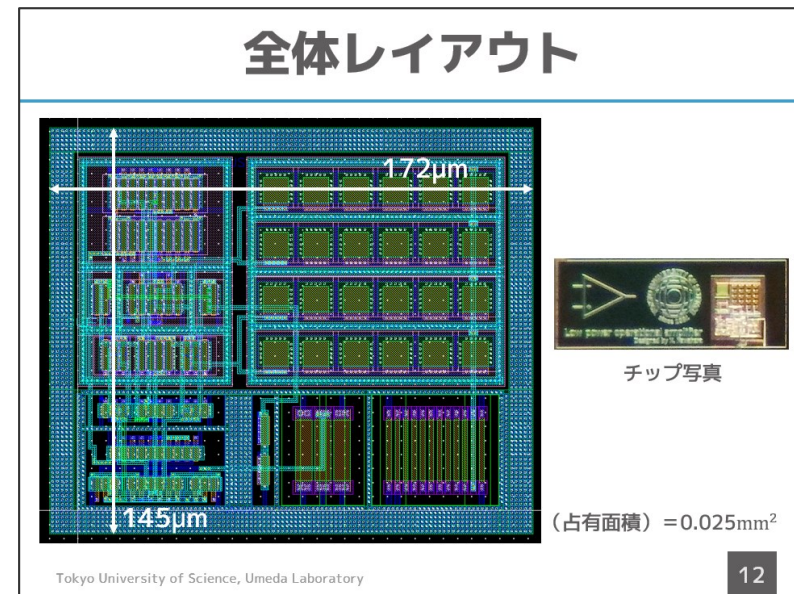 全体レイアウト
172μm
145μm
Low power operational amplifier
チップ写真
（占有面積）＝0.025mm²
Tokyo University of Science, Umeda Laboratory
12